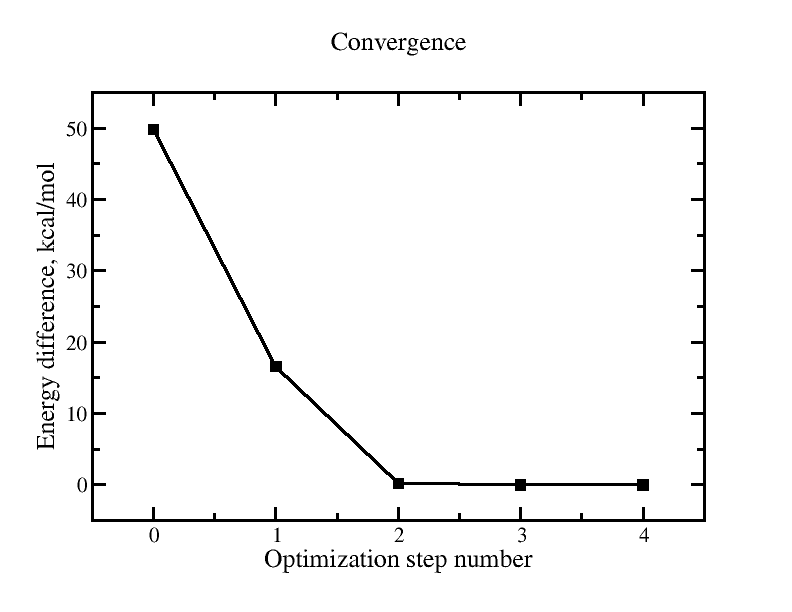 Convergence
50
40
30
20
10
0
Energy difference, kcal/mol
0 1 2 3 4
Optimization step number